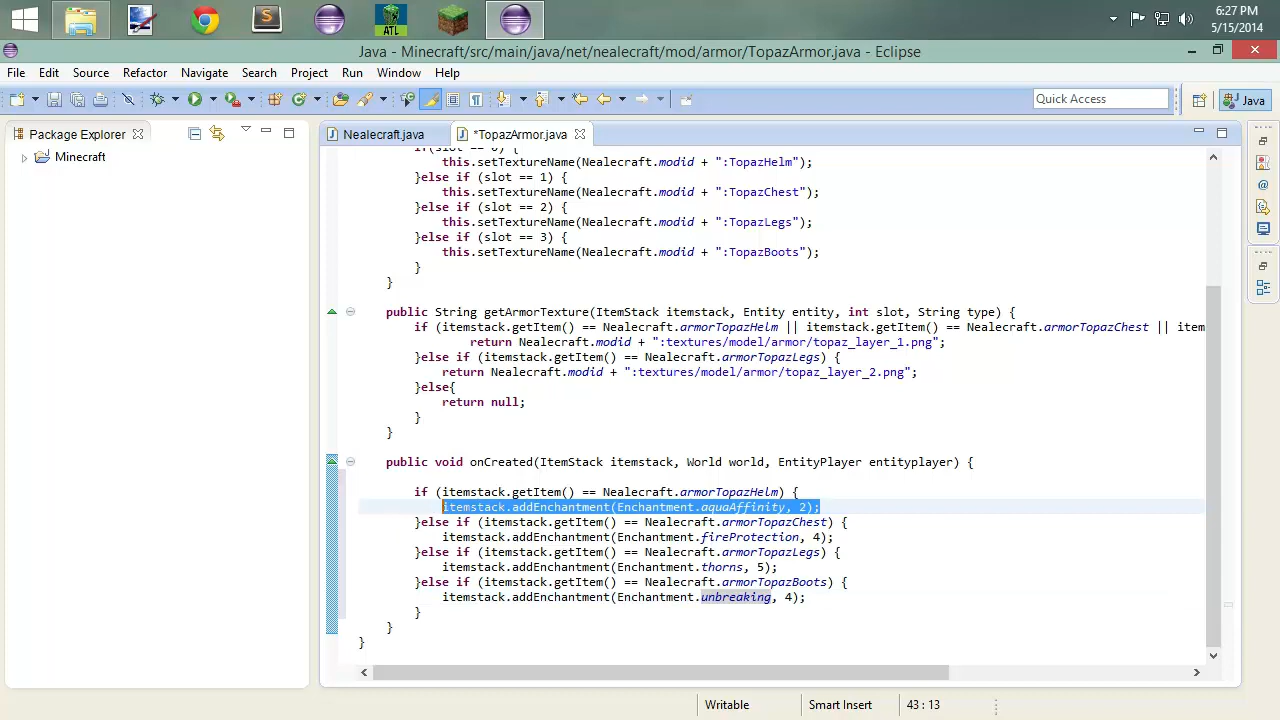 6:27 PM
5/15/2014
S
ATL
Java - Minecraft/src/main/java/net/nealecraft/mod/armor/TopazArmor.java - Eclipse
File Edit Source Refactor Navigate Search Project Run Window Help
Quick Access
Java
Package Explorer
Nealecraft.java
*TopazArmor.java
Minecraft
this.setTextureName(Nealecraft.modid + ":TopazHelm");
}else if (slot == 1) {
this.setTextureName(Nealecraft.modid + ":TopazChest");
}else if (slot == 2) {
this.setTextureName(Nealecraft.modid + ":TopazLegs");
}else if (slot == 3) {
this.setTextureName(Nealecraft.modid + ":TopazBoots");
}
}
public String getArmorTexture(ItemStack itemstack, Entity entity, int slot, String type) {
if (itemstack.getItem() == Nealecraft.armorTopazHelm || itemstack.getItem() == Nealecraft.armorTopazChest || item
return Nealecraft.modid + ":textures/model/armor/topaz_layer_1.png";
}else if (itemstack.getItem() == Nealecraft.armorTopazLegs) {
return Nealecraft.modid + ":textures/model/armor/topaz_layer_2.png";
}else{
return null;
}
}
public void onCreated(ItemStack itemstack, World world, EntityPlayer entityplayer) {
if (itemstack.getItem() == Nealecraft.armorTopazHelm) {
itemstack.addEnchantment(Enchantment.aquaAffinity, 2);
}else if (itemstack.getItem() == Nealecraft.armorTopazChest) {
itemstack.addEnchantment(Enchantment.fireProtection, 4);
}else if (itemstack.getItem() == Nealecraft.armorTopazLegs) {
itemstack.addEnchantment(Enchantment.thorns, 5);
}else if (itemstack.getItem() == Nealecraft.armorTopazBoots) {
itemstack.addEnchantment(Enchantment.unbreaking, 4);
}
}
}
Writable
Smart Insert
43 : 13